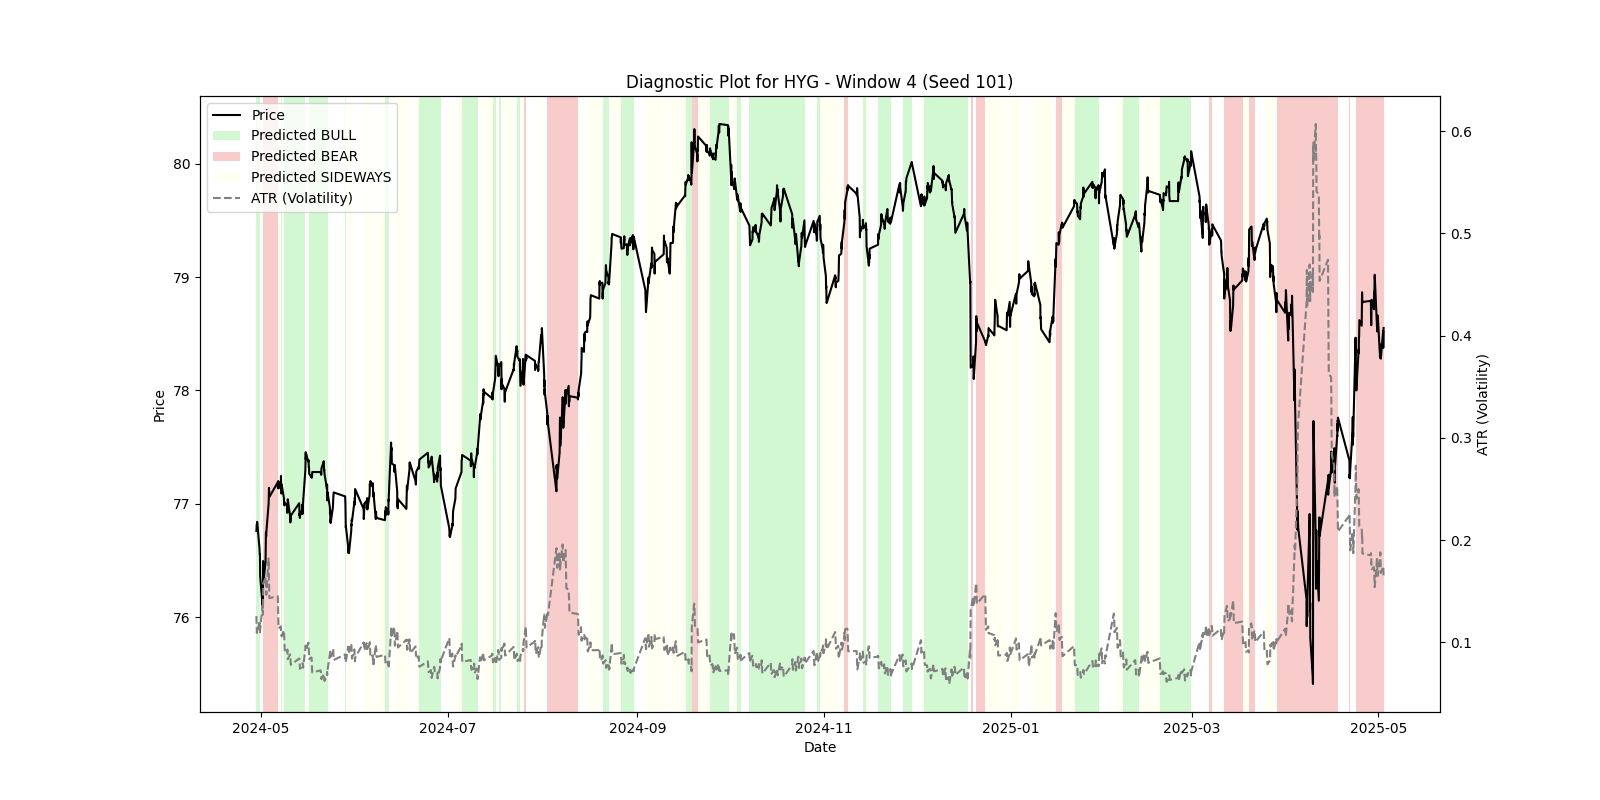 Diagnostic Plot for HYG - Window 4 (Seed 101)
Price
Predicted BULL
Predicted BEAR
Predicted SIDEWAYS
ATR (Volatility)
80
79
78
77
76
Price
0.6
0.5
0.4
0.3
0.2
0.1
ATR (Volatility)
2024-05
2024-07
2024-09
2024-11
2025-01
2025-03
2025-05
Date